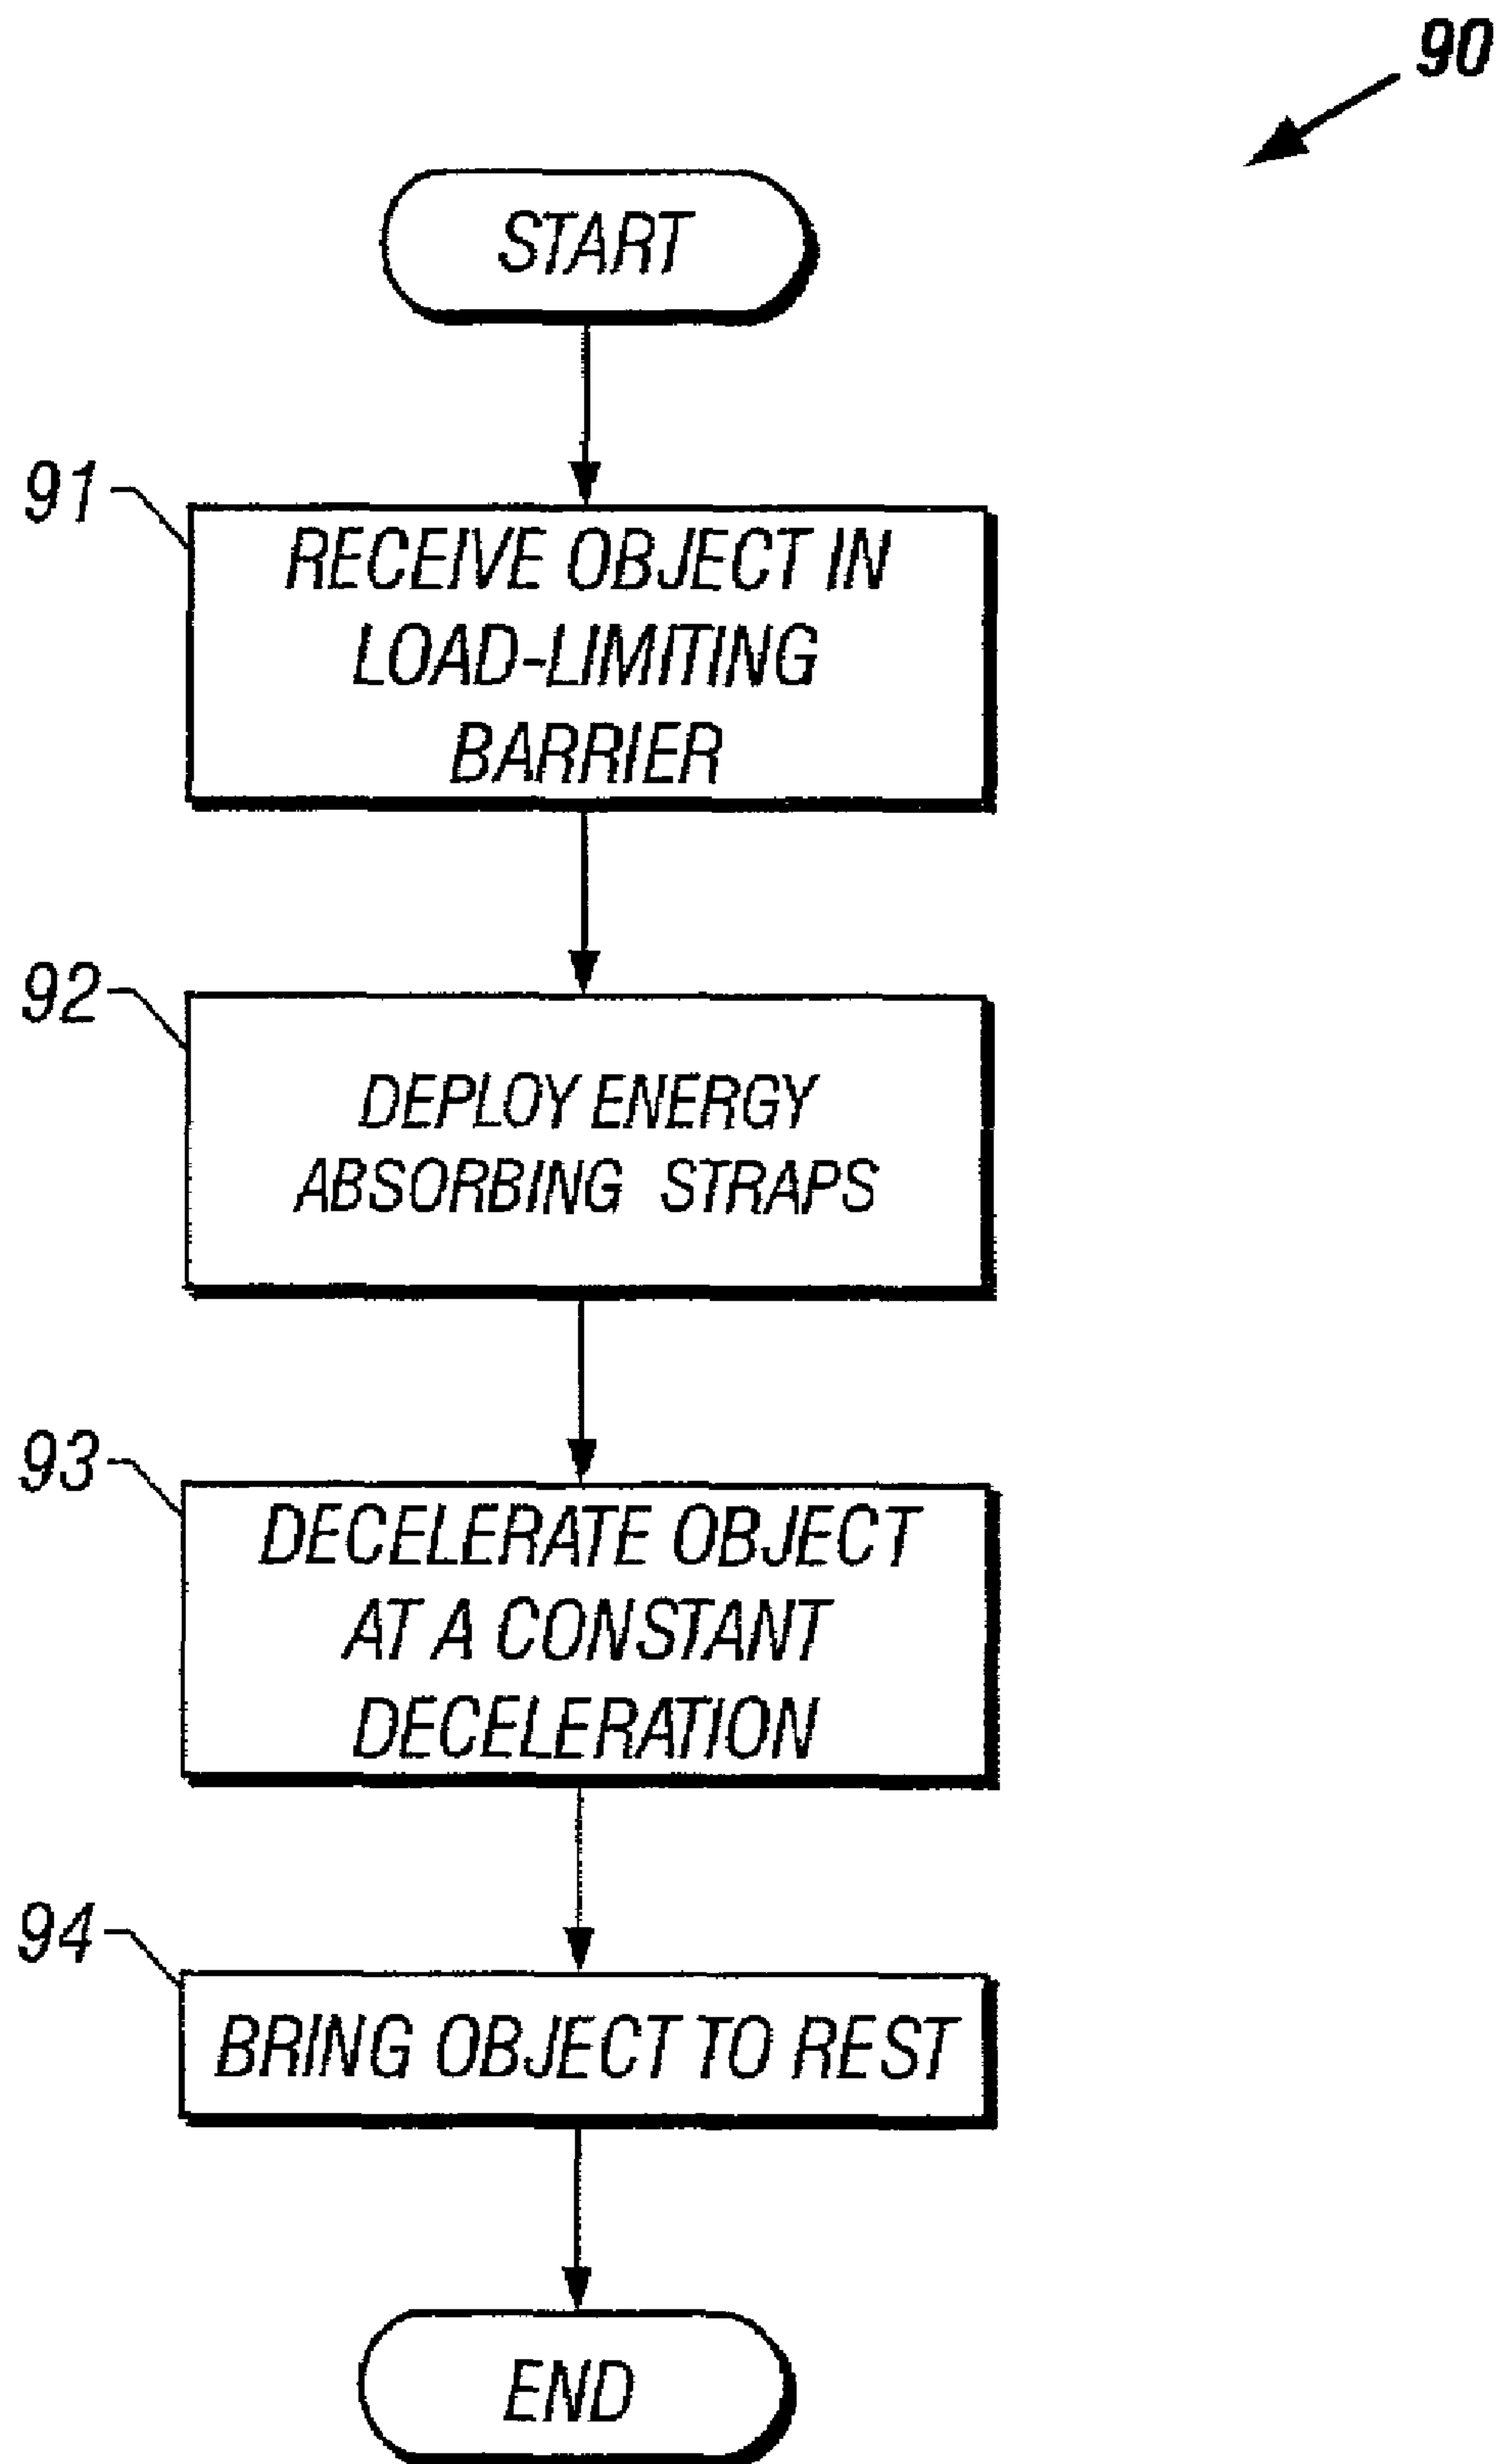 90
START
91
RECEIVE OBJECT IN
LOAD-LIMITING
BARRIER
92
DEPLOY ENERGY
ABSORBING STRAPS
93
DECELERATE OBJECT
AT A CONSTANT
DECELERATION
94
BRING OBJECT TO REST
END